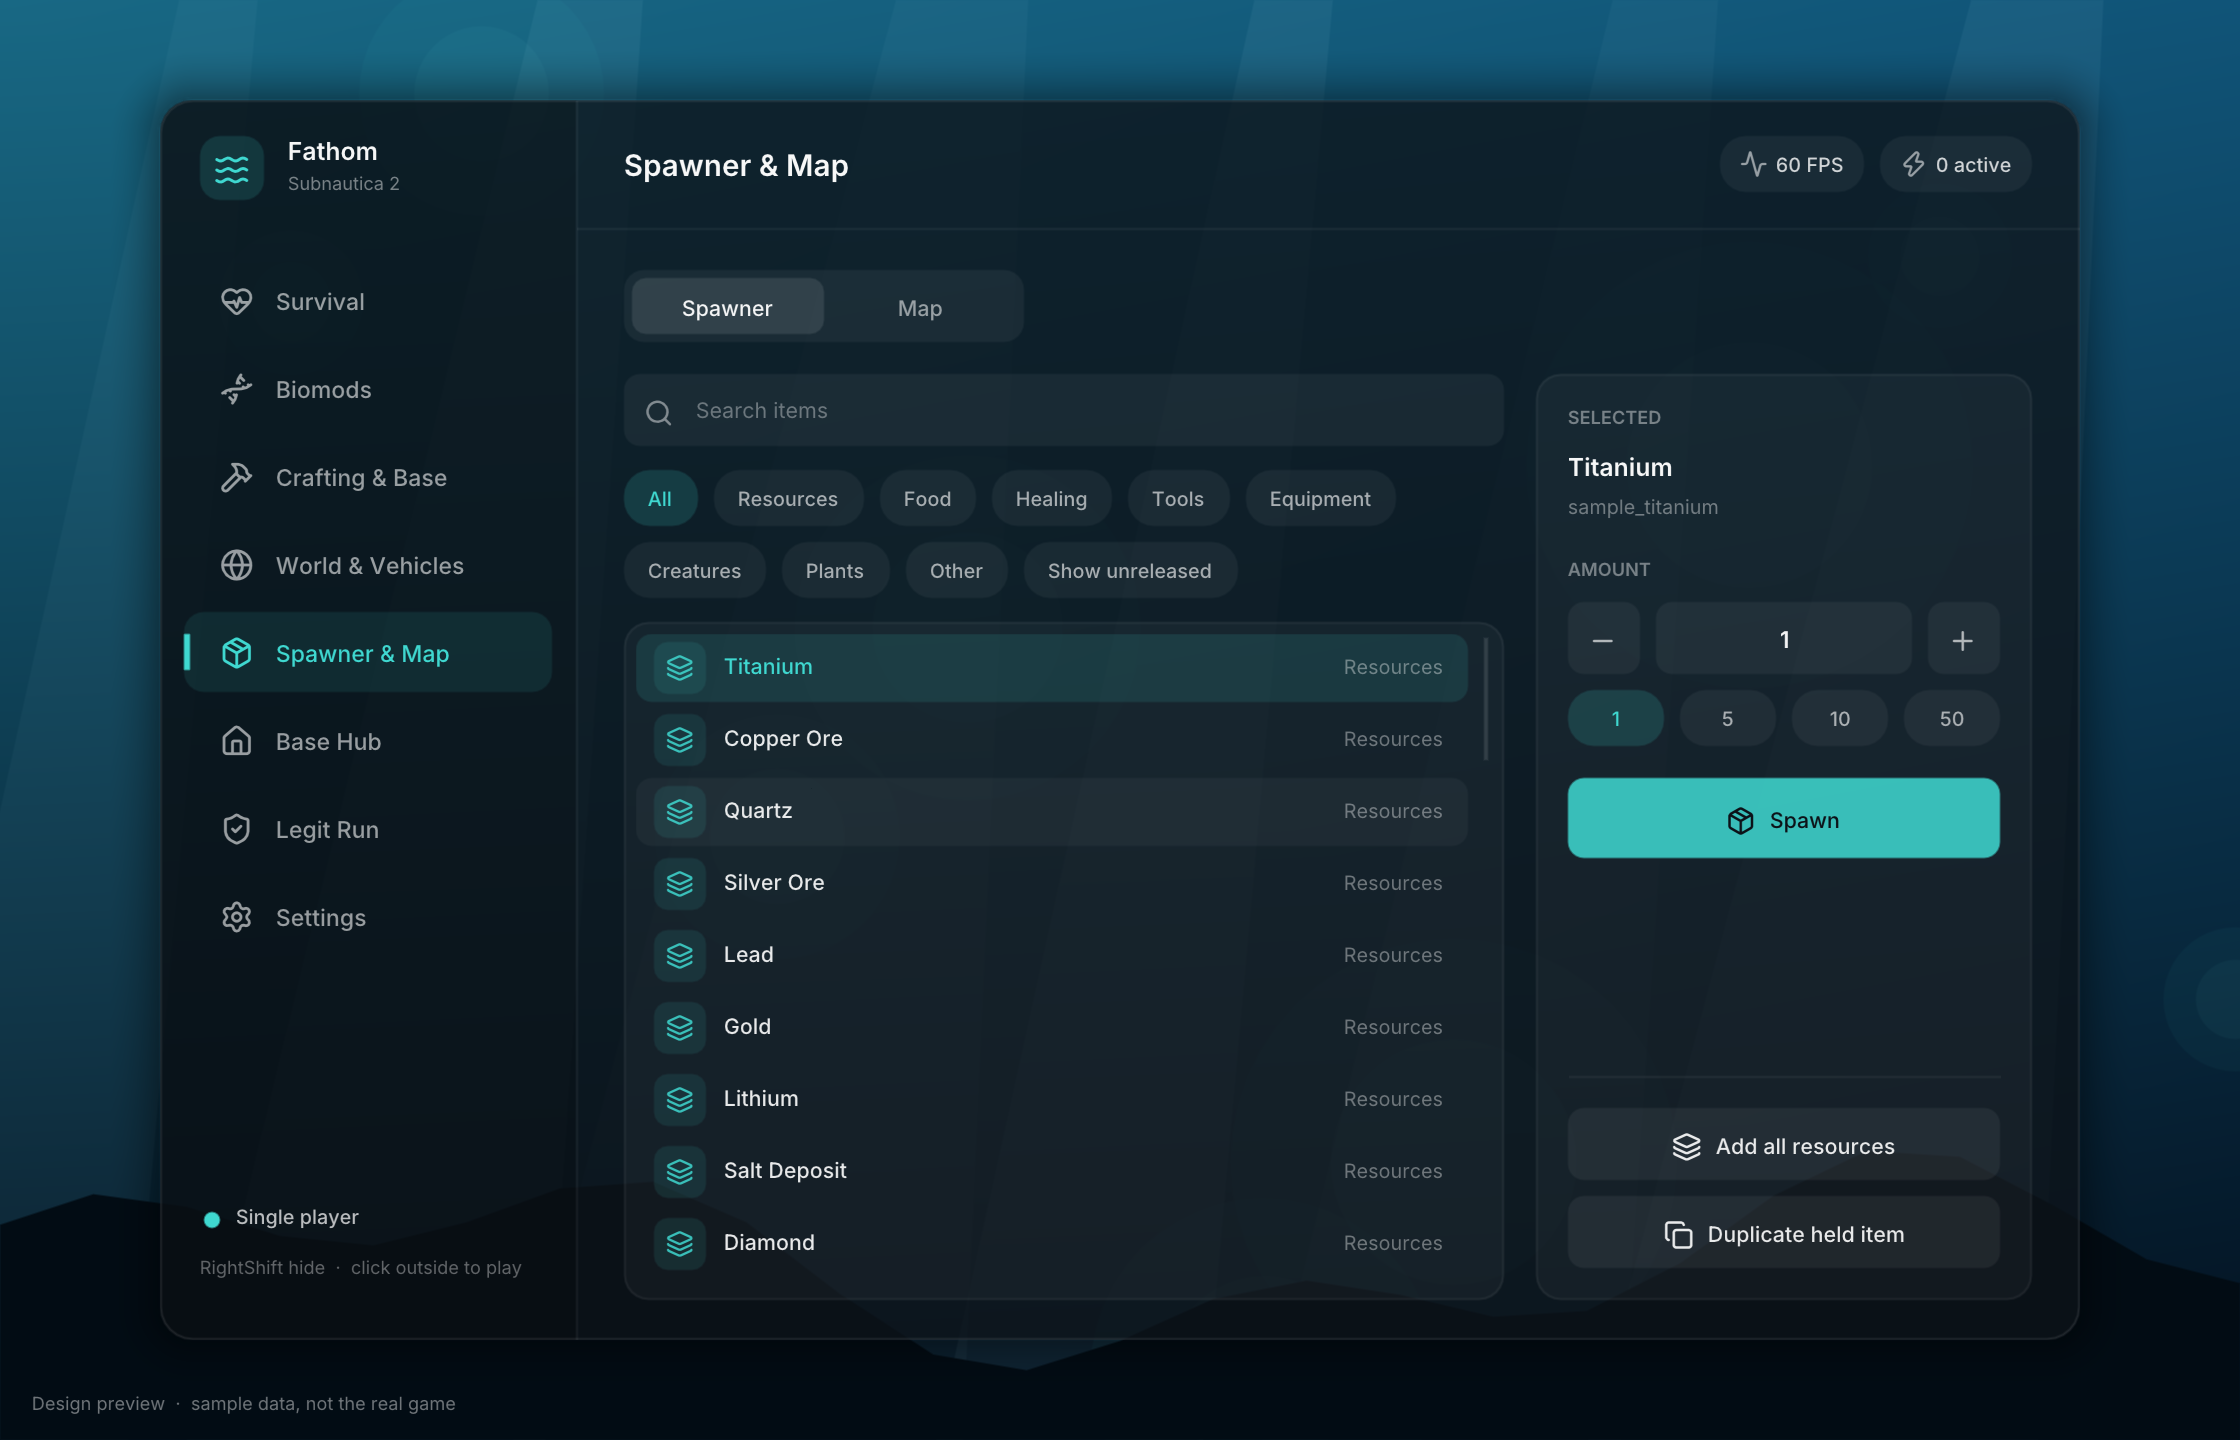 Fathom
Subnautica 2
Survival
Biomods
Crafting & Base
World & Vehicles
Spawner & Map
Base Hub
Legit Run
Settings
Single player
RightShift hide · click outside to play
Spawner & Map
60 FPS
0 active
Spawner
Map
Search items
All
Resources
Food
Healing
Tools
Equipment
Creatures
Plants
Other
Show unreleased
Titanium Resources
Copper Ore Resources
Quartz Resources
Silver Ore Resources
Lead Resources
Gold Resources
Lithium Resources
Salt Deposit Resources
Diamond Resources
SELECTED
Titanium
sample_titanium
AMOUNT
1
1
5
10
50
Spawn
Add all resources
Duplicate held item
Design preview · sample data, not the real game